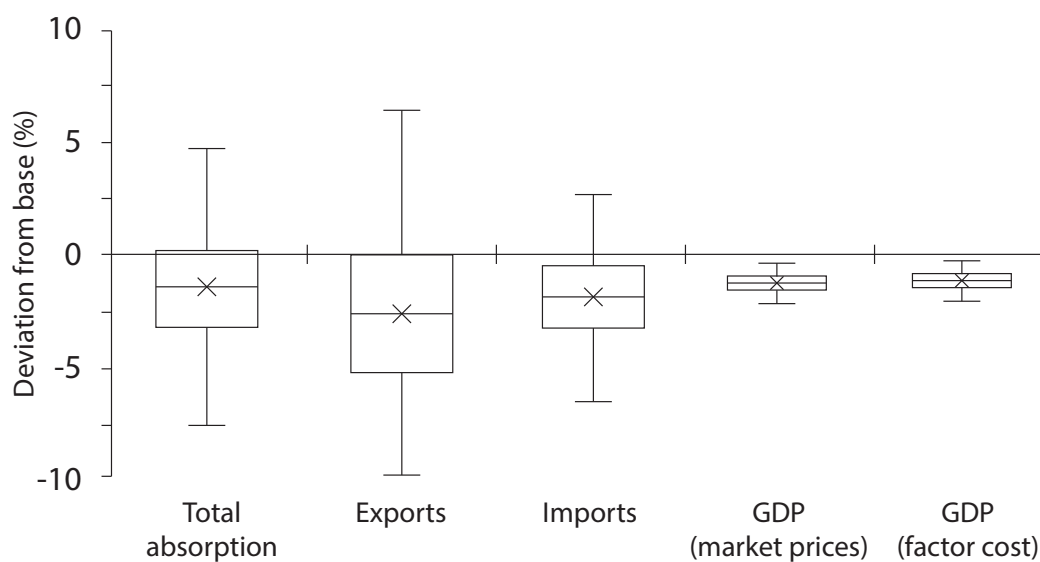 10
5
0
-5
-10
Deviation from base (%)
Total
absorption
Exports
Imports
GDP
(market prices)
GDP
(factor cost)